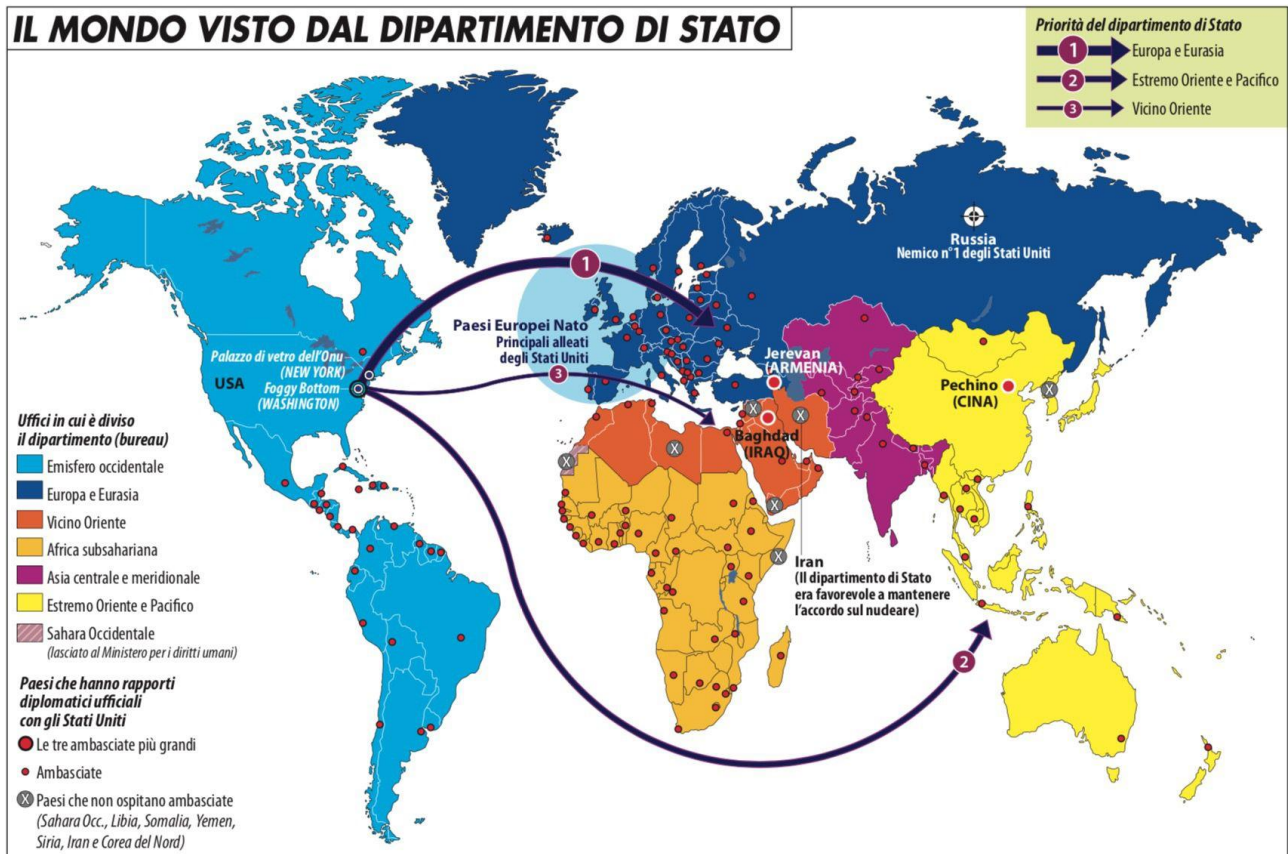 IL MONDO VISTO DAL DIPARTIMENTO DI STATO
Priorità del dipartimento di Stato
1 Europa e Eurasia
2 Estremo Oriente e Pacifico
3 Vicino Oriente
Russia
Nemico n°1 degli Stati Uniti
1
Paesi Europei Nato
Principali alleati
degli Stati Uniti
3
Palazzo di vetro dell'Onu
(NEW YORK)
Foggy Bottom
(WASHINGTON)
USA
Jerevan
(ARMENIA)
Pechino
(CINA)
X
X
X
X
X
X
X
Baghdad
(IRAQ)
Iran
(Il dipartimento di Stato
era favorevole a mantenere
l'accordo sul nudeare)
2
Uffici in cui è diviso
il dipartimento (bureau)
Emisfero occidentale
Europa e Eurasia
Vicino Oriente
Africa subsahariana
Asia centrale e meridionale
Estremo Oriente e Pacifico
Sahara Occidentale
(lasciato al Ministero per i diritti umani)
Paesi che hanno rapporti
diplomatici ufficiali
con gli Stati Uniti
Le tre ambasciate più grandi
Ambasciate
X Paesi che non ospitano ambasciate
(Sahara Occ., Libia, Somalia, Yemen,
Siria, Iran e Corea del Nord)